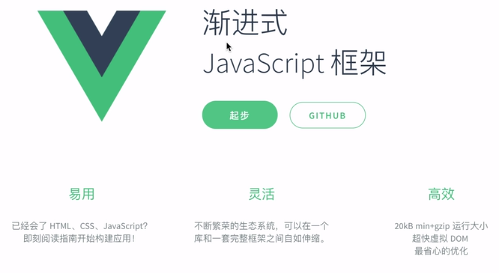 渐进式
JavaScript 框架
起步
GITHUB
易用
已经会了 HTML、CSS、JavaScript？
即刻阅读指南开始构建应用！
灵活
不断繁荣的生态系统，可以在一个
库和一套完整框架之间自如伸缩。
高效
20kB min+gzip 运行大小
超快虚拟 DOM
最省心的优化